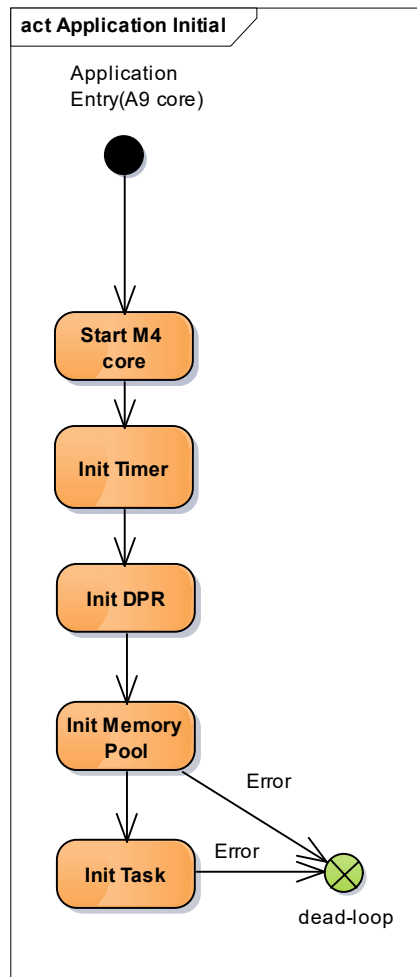 act Application Initial
Application
Entry(A9 core)
Start M4
core
Init Timer
Init DPR
Init Memory
Pool
Error
Error
Init Task
dead-loop